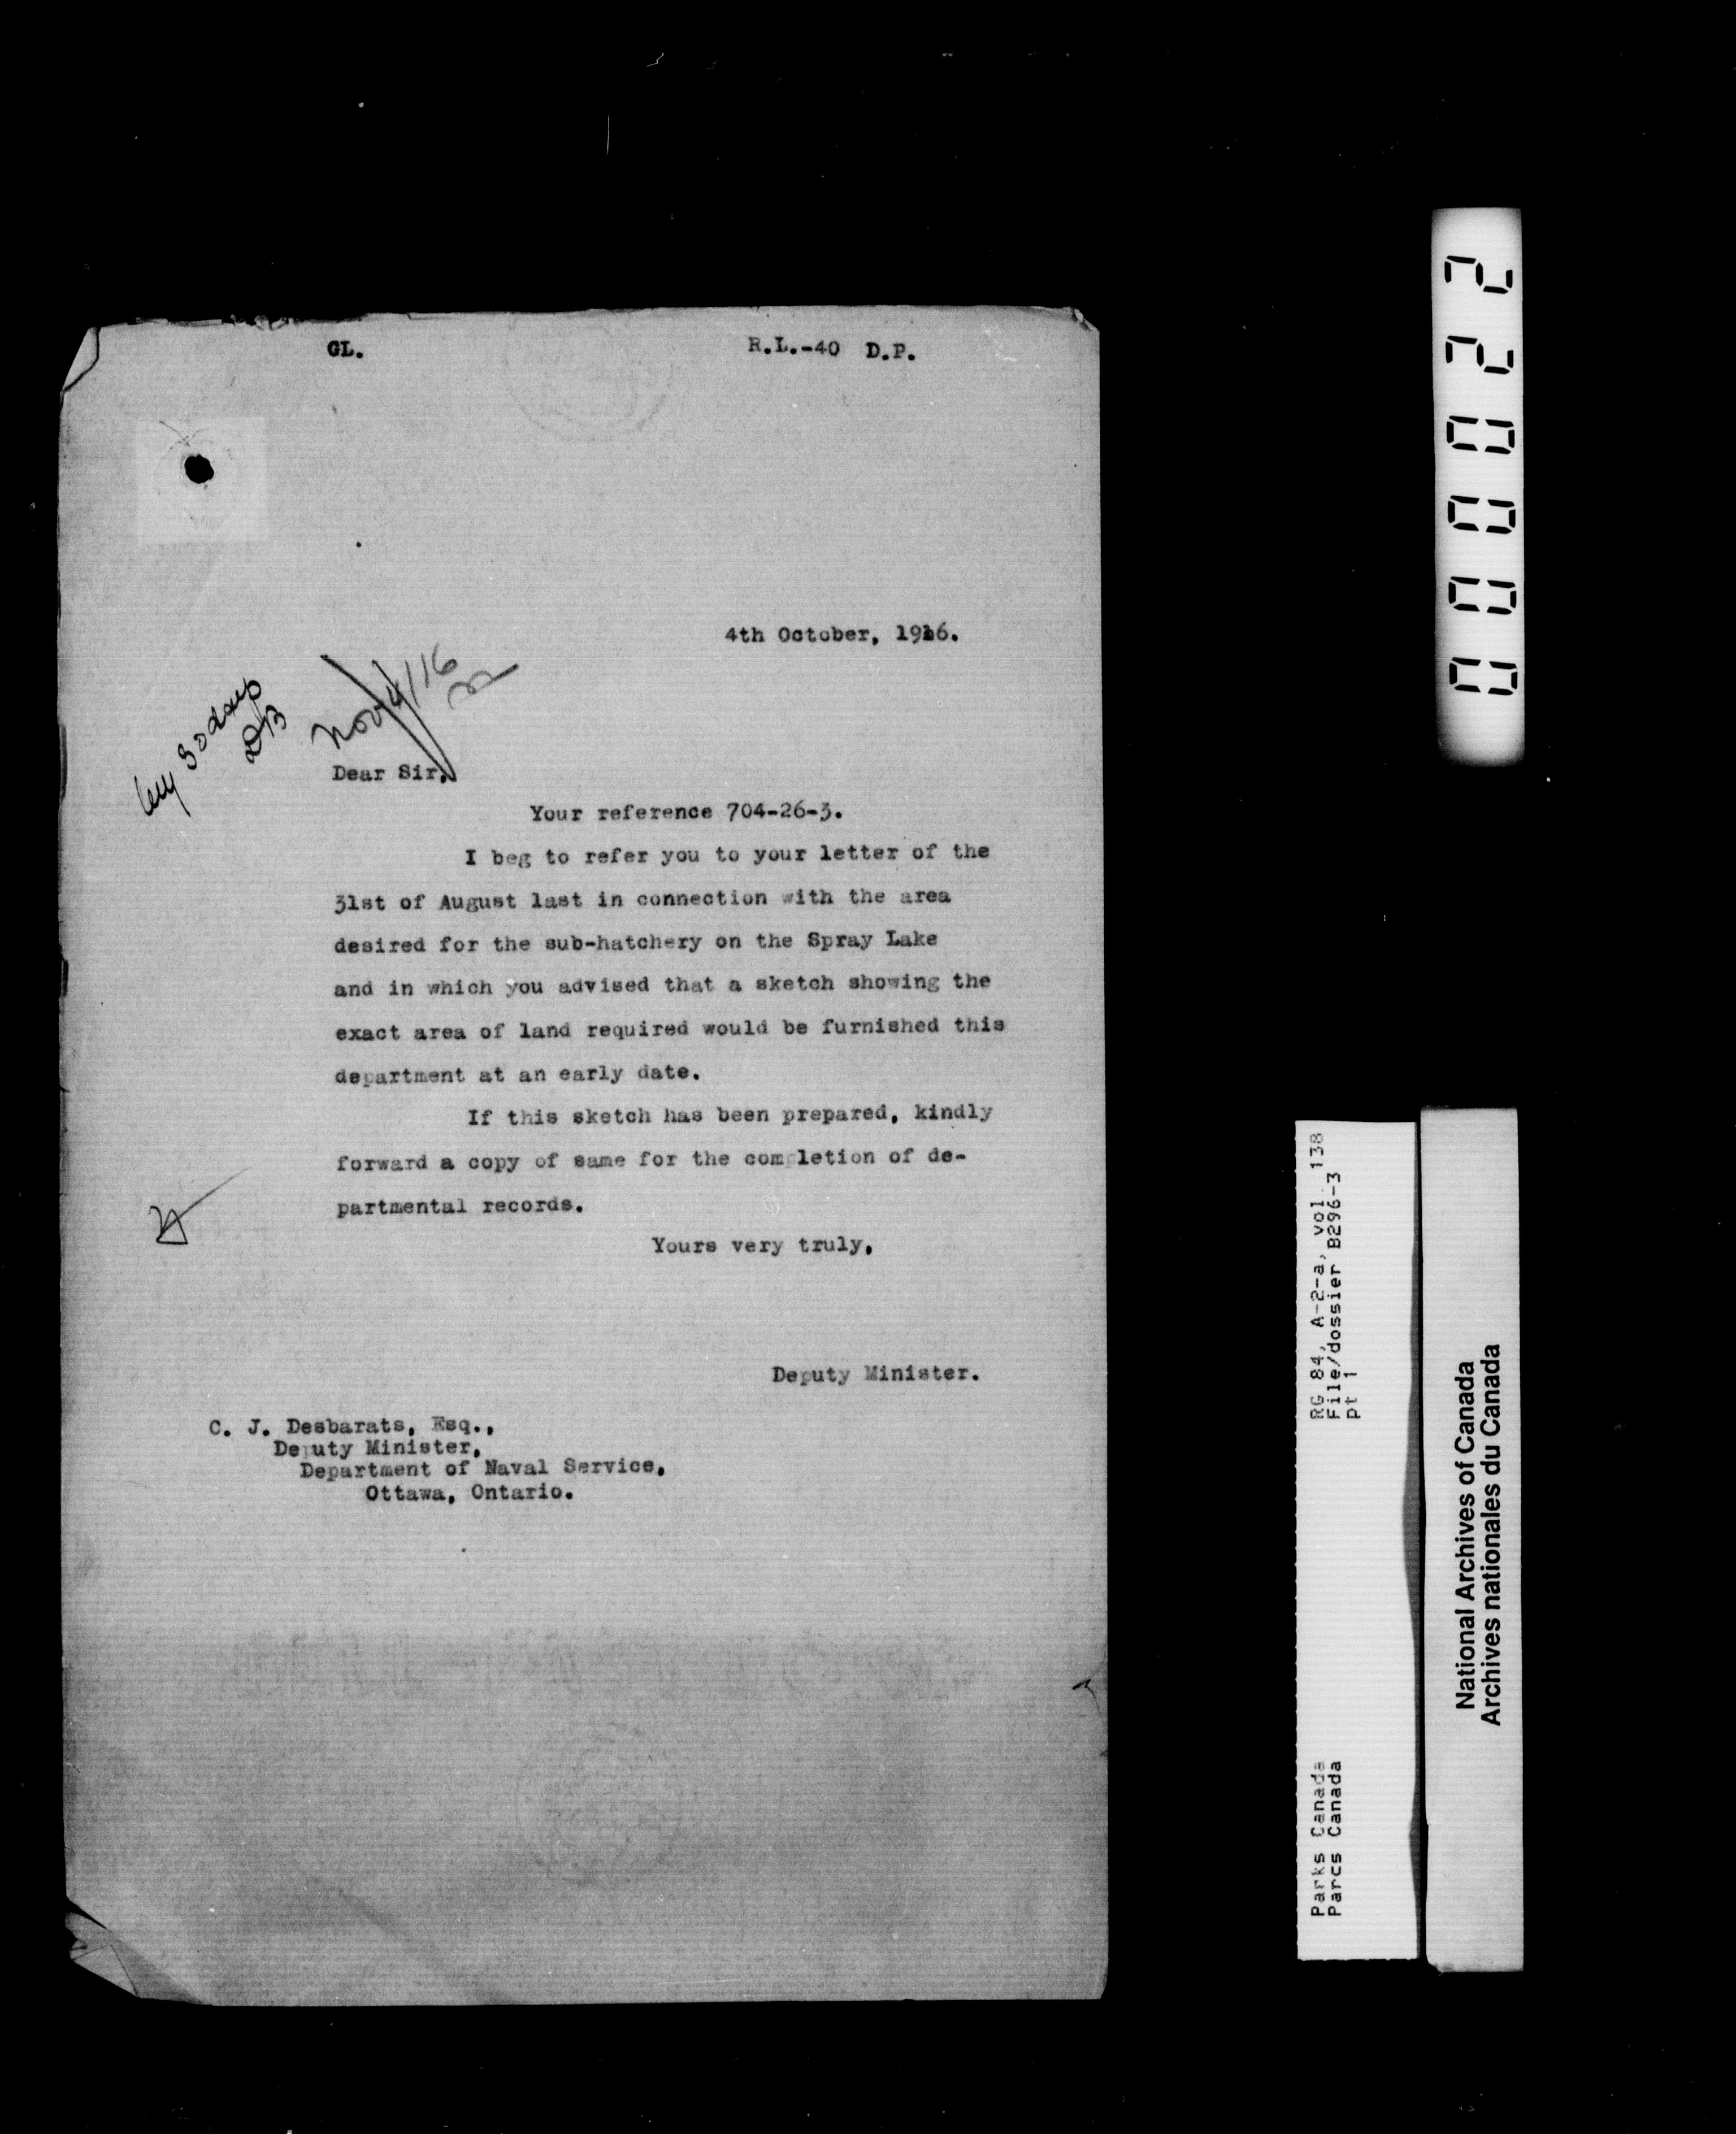 GL.
R.L.-40 D.P.
4th October, 1916.
30 days
DB
Nov 4/16
Dear Sir,
Your reference 704-26-3.
I beg to refer you to your letter of the
31st of August last in connection with the area
desired for the sub-hatchery on the Spray Lake
and in which you advised that a sketch showing the
exact area of land required would be furnished this
department at an early date.
If this sketch has been prepared, kindly
forward a copy of same for the completion of de-
partmental records.
Yours very truly,
Deputy Minister.
C. J. Desbarats, Esq.,
Deputy Minister,
Department of Naval Service,
Ottawa, Ontario.
000022
RG 84, A-2-a, vol. 138
File/dossier B296-3
pt 1
Parks Canada
Parcs Canada
National Archives of Canada
Archives nationales du Canada